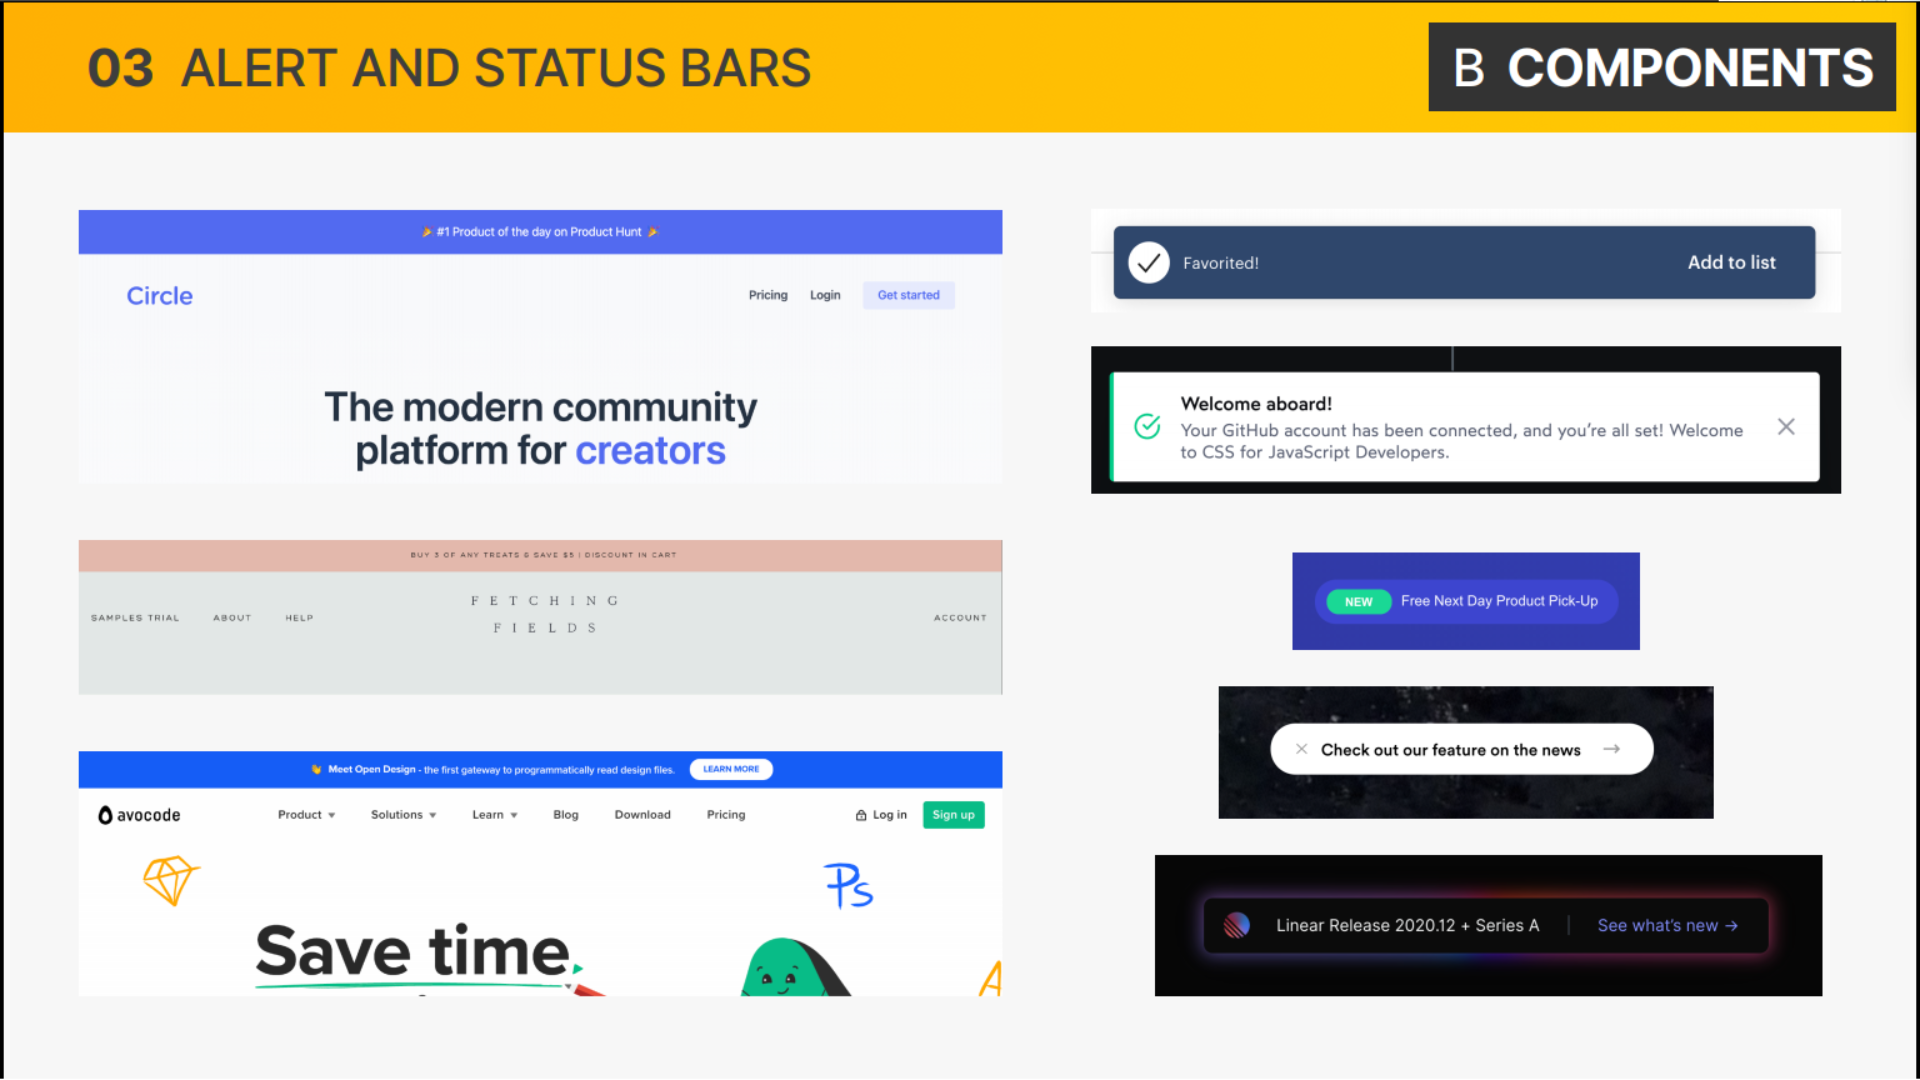 03 ALERT AND STATUS BARS
B COMPONENTS
🎉 #1 Product of the day on Product Hunt 🎉
Circle
Pricing Login Get started
The modern community
platform for creators
BUY 3 OF ANY TREATS & SAVE $5 | DISCOUNT IN CART
SAMPLES TRIAL ABOUT HELP
FETCHING
FIELDS
ACCOUNT
👋 Meet Open Design - the first gateway to programmatically read design files. LEARN MORE
avocode Product Solutions Learn Blog Download Pricing Log in Sign up
Ps
Save time
A
Favorited! Add to list
Welcome aboard!
Your GitHub account has been connected, and you’re all set! Welcome
to CSS for JavaScript Developers.
NEW Free Next Day Product Pick-Up
Check out our feature on the news →
Linear Release 2020.12 + Series A | See what’s new →